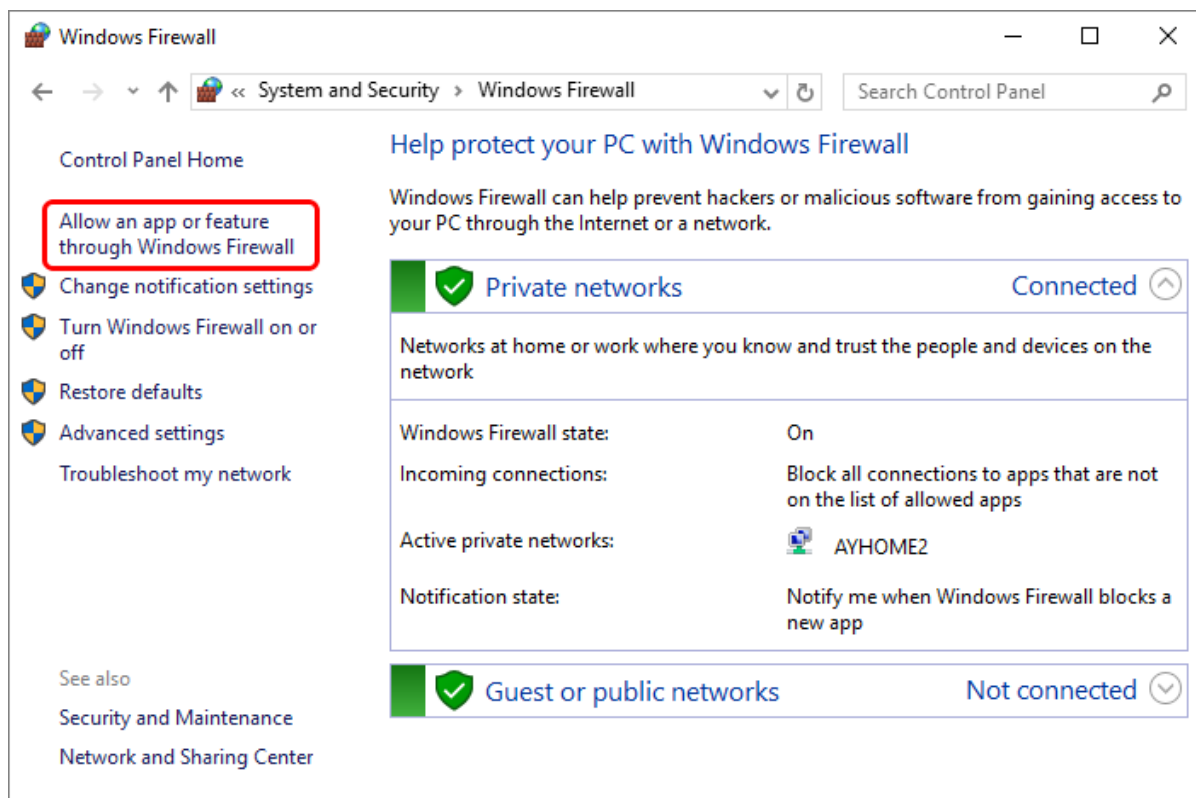 Windows Firewall
« System and Security › Windows Firewall
Search Control Panel
Control Panel Home
Allow an app or feature
through Windows Firewall
Change notification settings
Turn Windows Firewall on or
off
Restore defaults
Advanced settings
Troubleshoot my network
See also
Security and Maintenance
Network and Sharing Center
Help protect your PC with Windows Firewall
Windows Firewall can help prevent hackers or malicious software from gaining access to
your PC through the Internet or a network.
Private networks Connected
Networks at home or work where you know and trust the people and devices on the
network
Windows Firewall state: On
Incoming connections: Block all connections to apps that are not
on the list of allowed apps
Active private networks: AYHOME2
Notification state: Notify me when Windows Firewall blocks a
new app
Guest or public networks Not connected